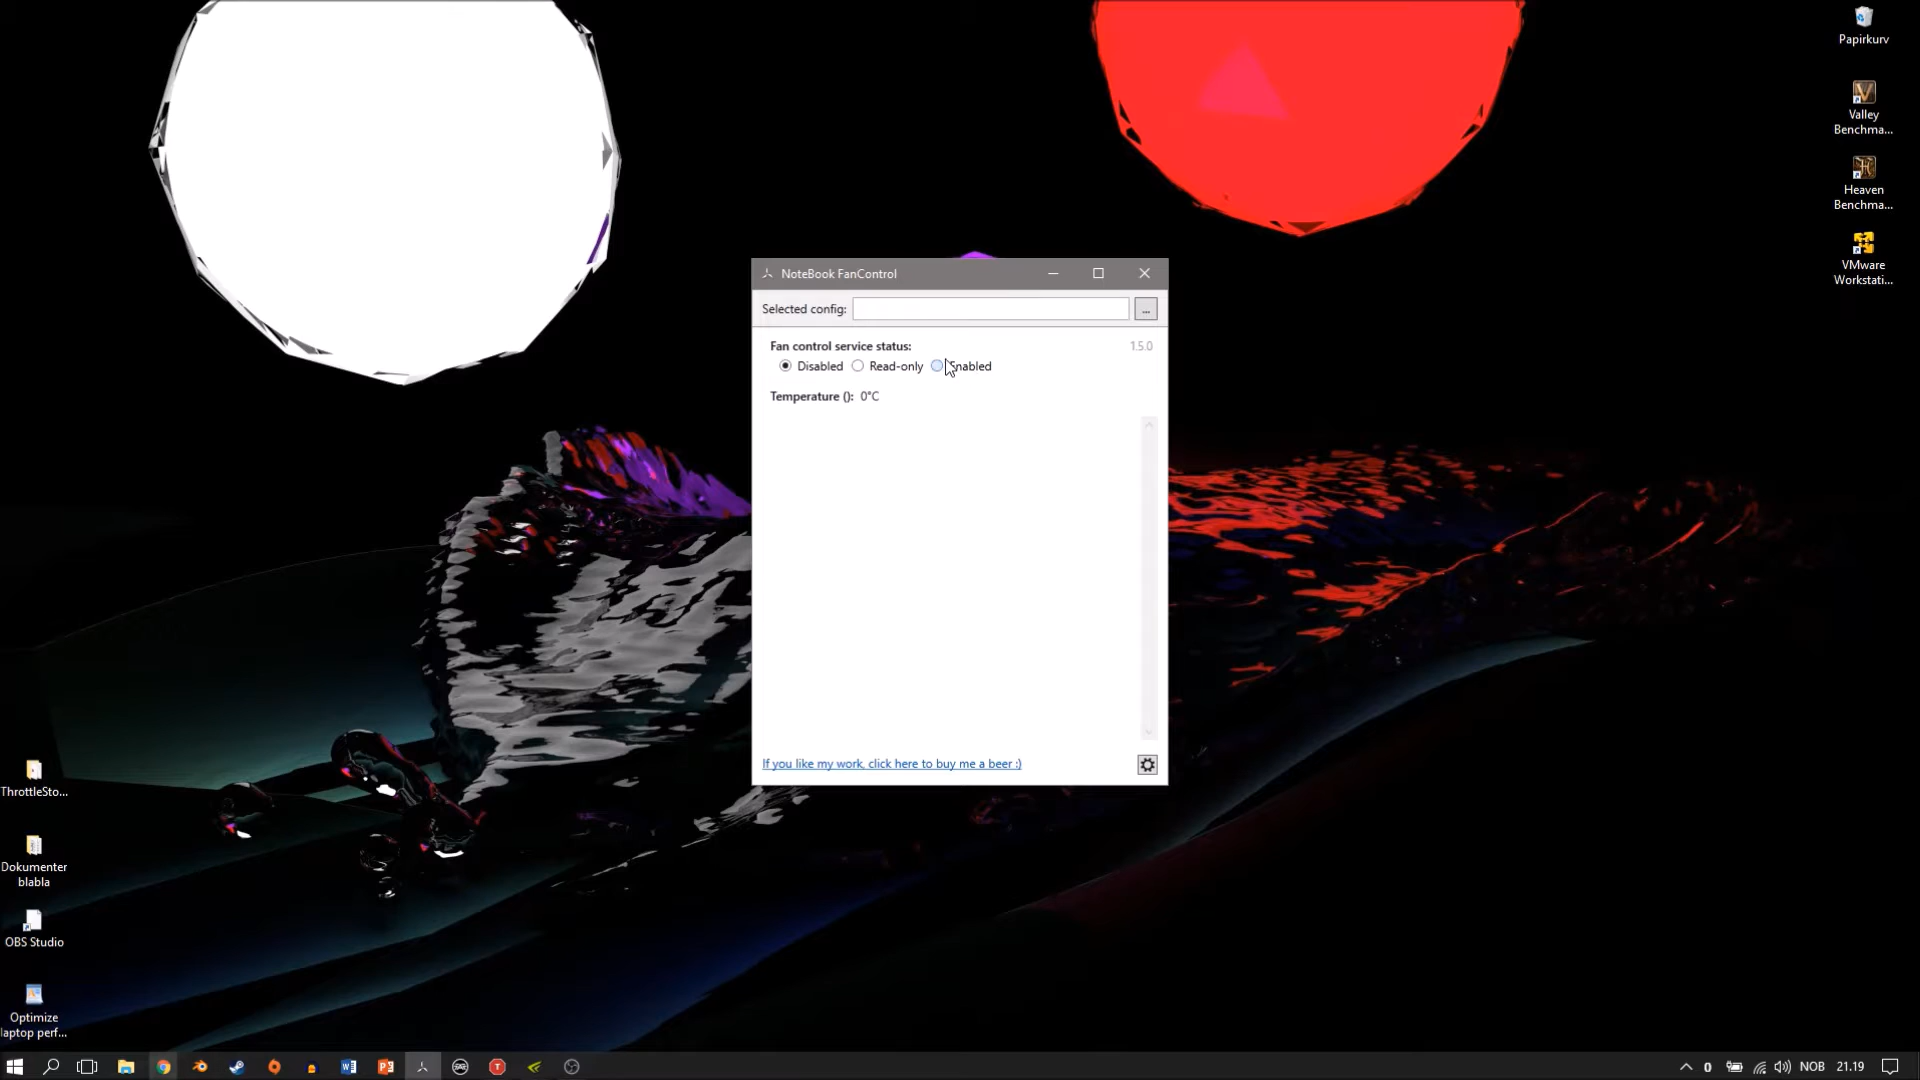 Papirkurv
Valley
Benchma...
Heaven
Benchma...
VMware
Workstati...
NoteBook FanControl
Selected config:
...
Fan control service status:
1.5.0
Disabled
Read-only
Enabled
Temperature (): 0°C
If you like my work, click here to buy me a beer :)
ThrottleSto...
Dokumenter
blabla
OBS Studio
Optimize
laptop perf...
0
NOB
21.19